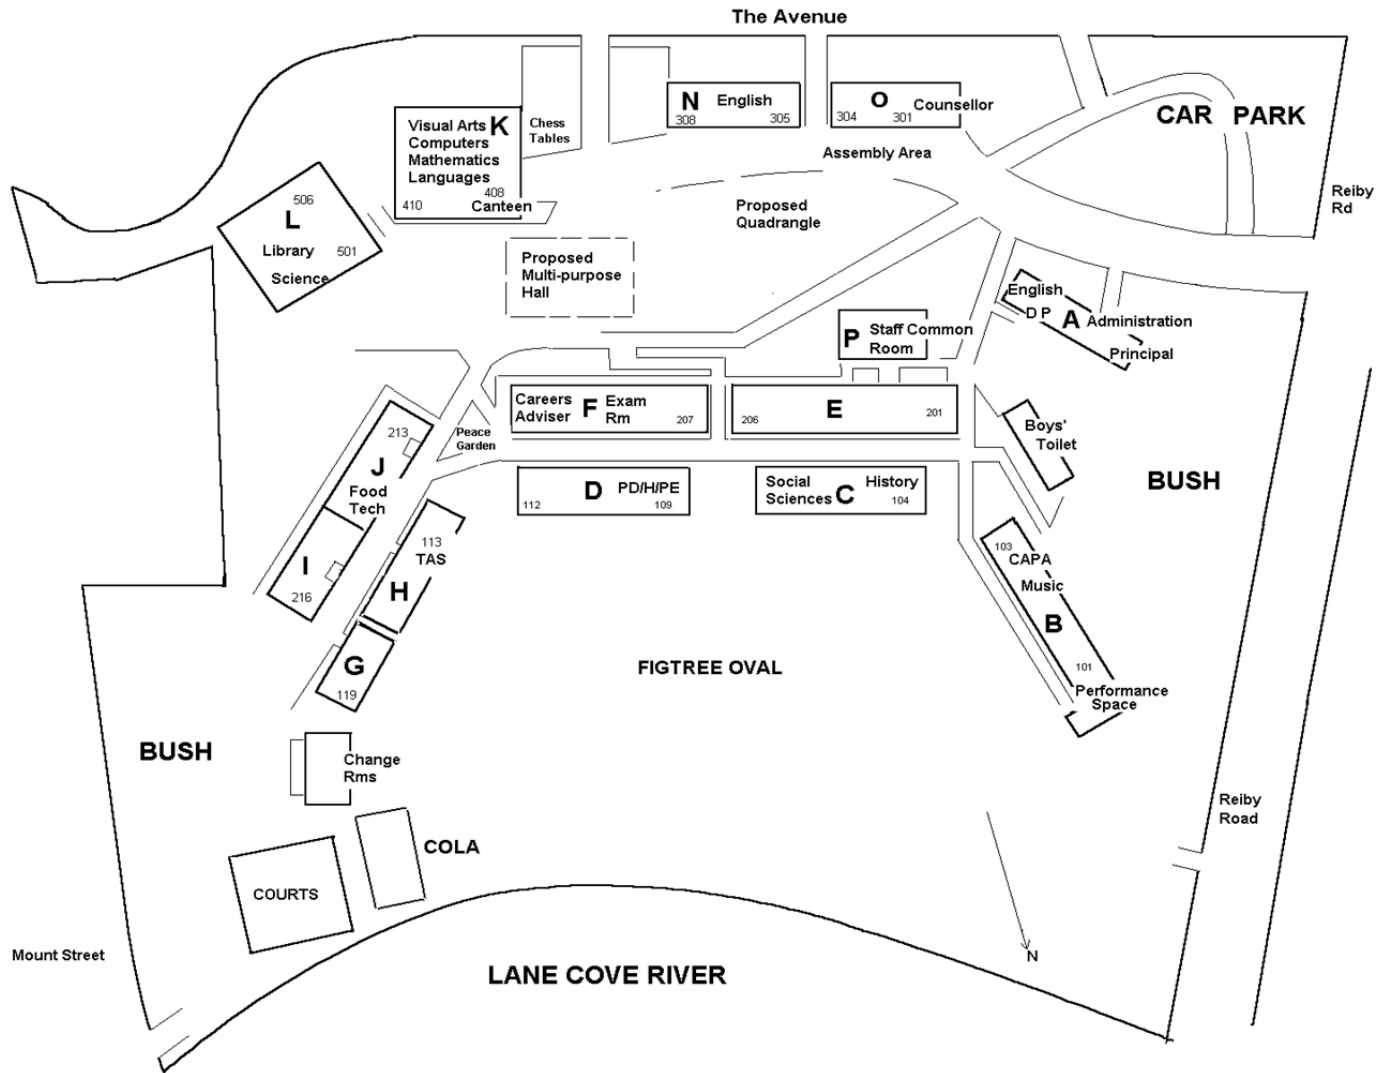 The Avenue
N English
308 305
O Counsellor
304 301
CAR PARK
Visual Arts K
Computers
Mathematics
Languages
408
410 Canteen
Chess
Tables
Assembly Area
Reiby
Rd
506
L
Library 501
Science
Proposed
Quadrangle
Proposed
Multi-purpose
Hall
English
D P A Administration
Principal
P Staff Common
Room
Careers
Adviser F Exam
Rm
207
206 E 201
Boys'
Toilet
Peace
Garden
213
J
Food
Tech
I
216
D PD/H/PE
112 109
Social
Sciences C History
104
BUSH
113
TAS
H
G
119
103
CAPA
Music
B
101
Performance
Space
FIGTREE OVAL
BUSH
Change
Rms
Reiby
Road
COLA
COURTS
N
Mount Street
LANE COVE RIVER